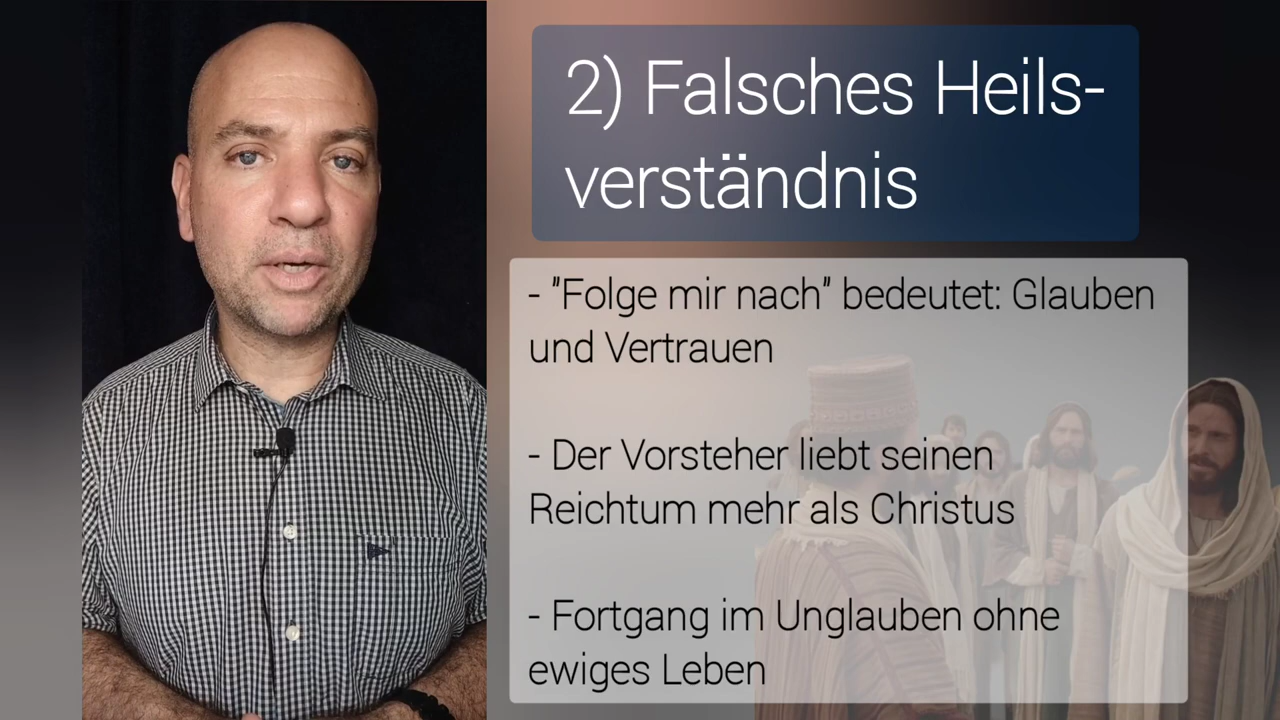 2) Falsches Heils-
verständnis
- "Folge mir nach" bedeutet: Glauben
und Vertrauen
- Der Vorsteher liebt seinen
Reichtum mehr als Christus
- Fortgang im Unglauben ohne
ewiges Leben